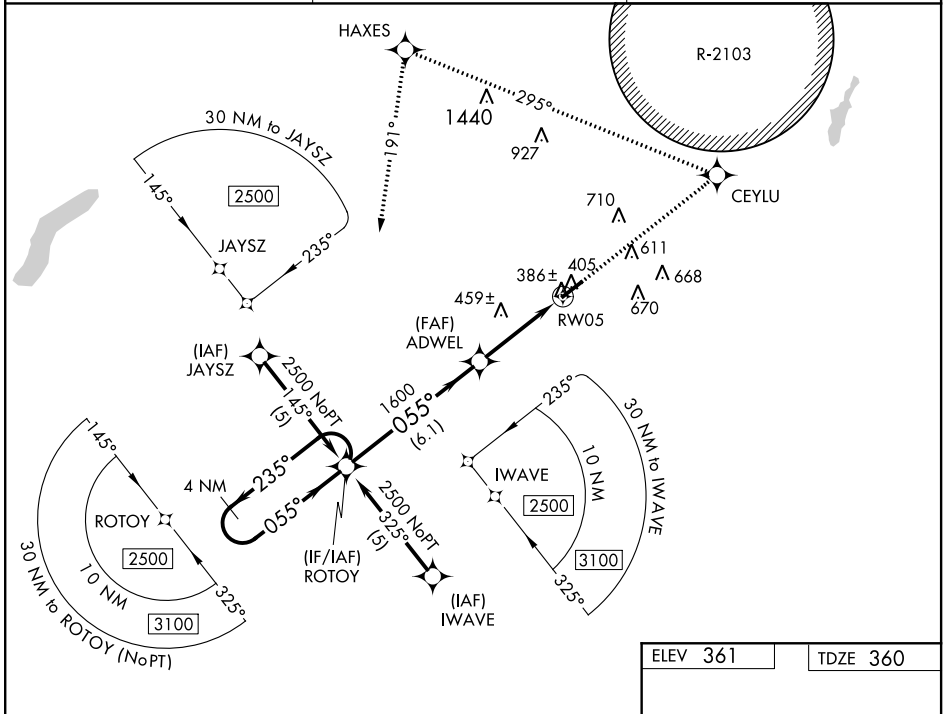 HAXES
R-2103
295°
1440
927
191°
30 NM to JAYSZ
145°
2500
235°
JAYSZ
CEYLU
710
611
668
670
386±
405
459±
RW05
(FAF)
ADWEL
(IAF)
JAYSZ
2500 NoPT
145°
(5)
1600
055°
(6.1)
235°
055°
4 NM
(IF/IAF)
ROTOY
2500 NoPT
325°
(5)
(IAF)
IWAVE
145°
ROTOY
2500
10 NM
3100
325°
30 NM to ROTOY (NoPT)
235°
IWAVE
10 NM
2500
3100
325°
30 NM to IWAVE
ELEV 361
TDZE 360